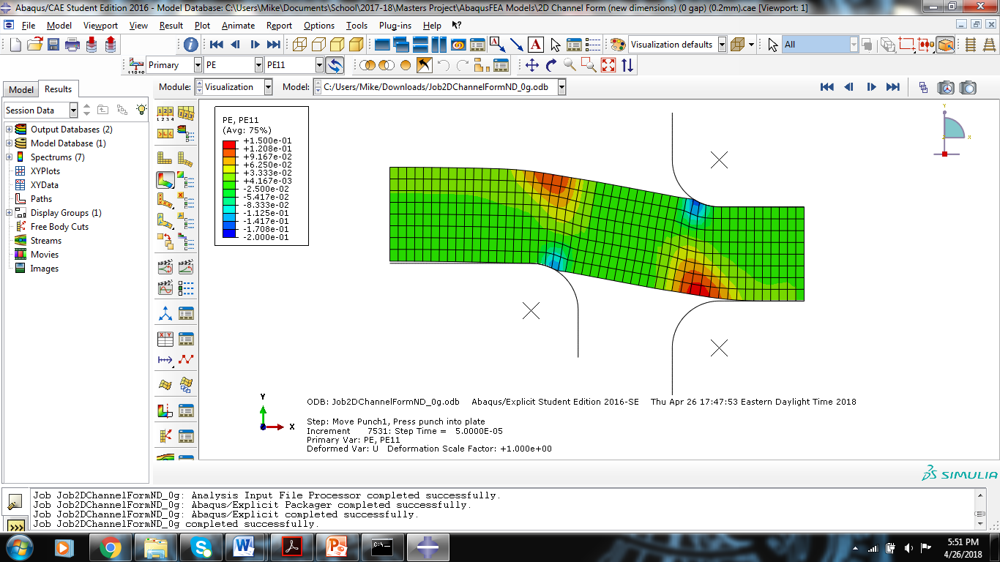 Abaqus/CAE Student Edition 2016 - Model Database: C:\Users\Mike\Documents\School\2017-18\Masters Project\AbaqusFEA Models\2D Channel Form (new dimensions) (0 gap) (0.2mm).cae [Viewport: 1]
File Model Viewport View Result Plot Animate Report Options Tools Plug-ins Help
All
Visualization defaults
Primary PE PE11
Model Results
Module: Visualization Model: C:/Users/Mike/Downloads/Job2DChannelFormND_0g.odb
Session Data
Output Databases (2)
Model Database (1)
Spectrums (7)
XYPlots
XYData
Paths
Display Groups (1)
Free Body Cuts
Streams
Movies
Images
PE, PE11
(Avg: 75%)
+1.500e-01
+1.208e-01
+9.167e-02
+6.250e-02
+3.333e-02
+4.167e-03
-2.500e-02
-5.417e-02
-8.333e-02
-1.125e-01
-1.417e-01
-1.708e-01
-2.000e-01
Y
X
Y
X
ODB: Job2DChannelFormND_0g.odb Abaqus/Explicit Student Edition 2016-SE Thu Apr 26 17:47:53 Eastern Daylight Time 2018
Step: Move Punch1, Press punch into plate
Increment 7531: Step Time = 5.0000E-05
Primary Var: PE, PE11
Deformed Var: U Deformation Scale Factor: +1.000e+00
SIMULIA
Job Job2DChannelFormND_0g: Analysis Input File Processor completed successfully.
Job Job2DChannelFormND_0g: Abaqus/Explicit Packager completed successfully.
Job Job2DChannelFormND_0g: Abaqus/Explicit completed successfully.
Job Job2DChannelFormND_0g completed successfully.
5:51 PM
4/26/2018